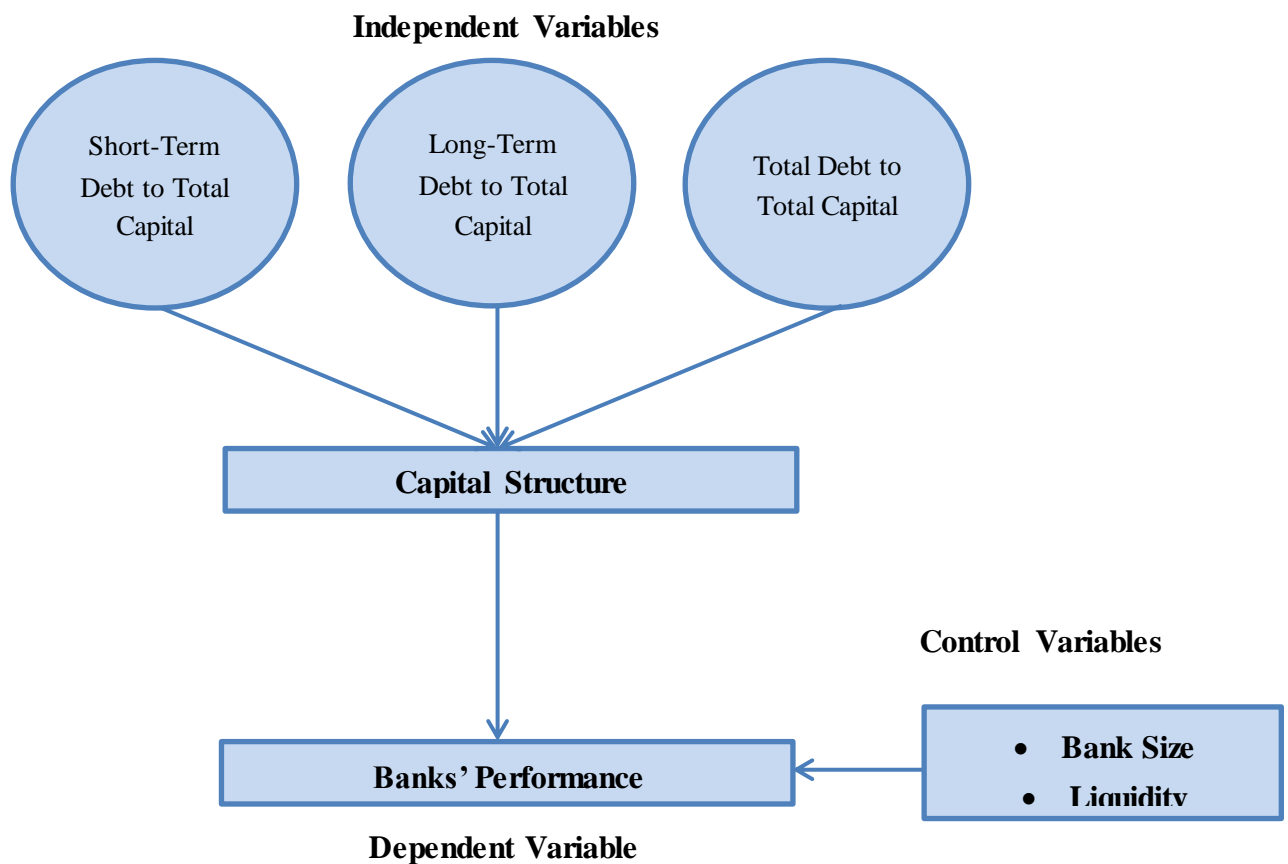 Independent Variables
Short-Term
Debt to Total
Capital
Long-Term
Debt to Total
Capital
Total Debt to
Total Capital
Capital Structure
Control Variables
• Bank Size
• Liquidity
Banks’ Performance
Dependent Variable